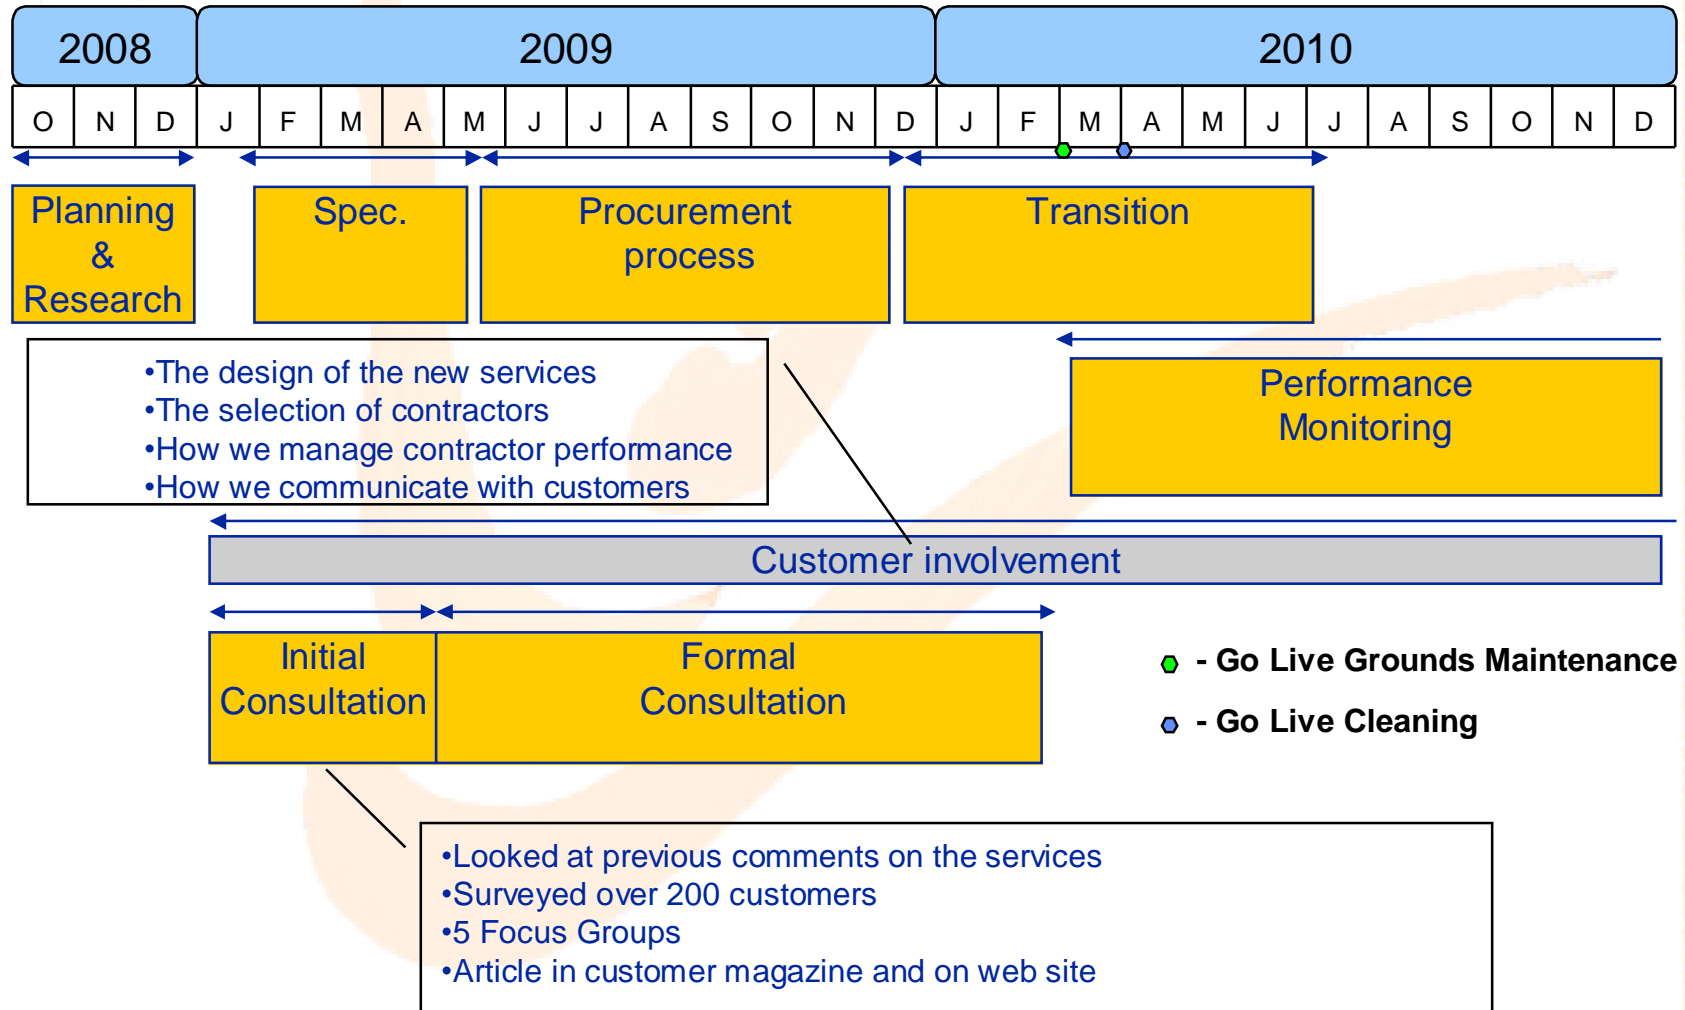 2008 2009 2010
O N D J F M A M J J A S O N D J F M A M J J A S O N D
Planning
&
Research
Spec.
Procurement
process
Transition
•The design of the new services
•The selection of contractors
•How we manage contractor performance
•How we communicate with customers
Performance
Monitoring
Customer involvement
Initial
Consultation
Formal
Consultation
- Go Live Grounds Maintenance
- Go Live Cleaning
•Looked at previous comments on the services
•Surveyed over 200 customers
•5 Focus Groups
•Article in customer magazine and on web site